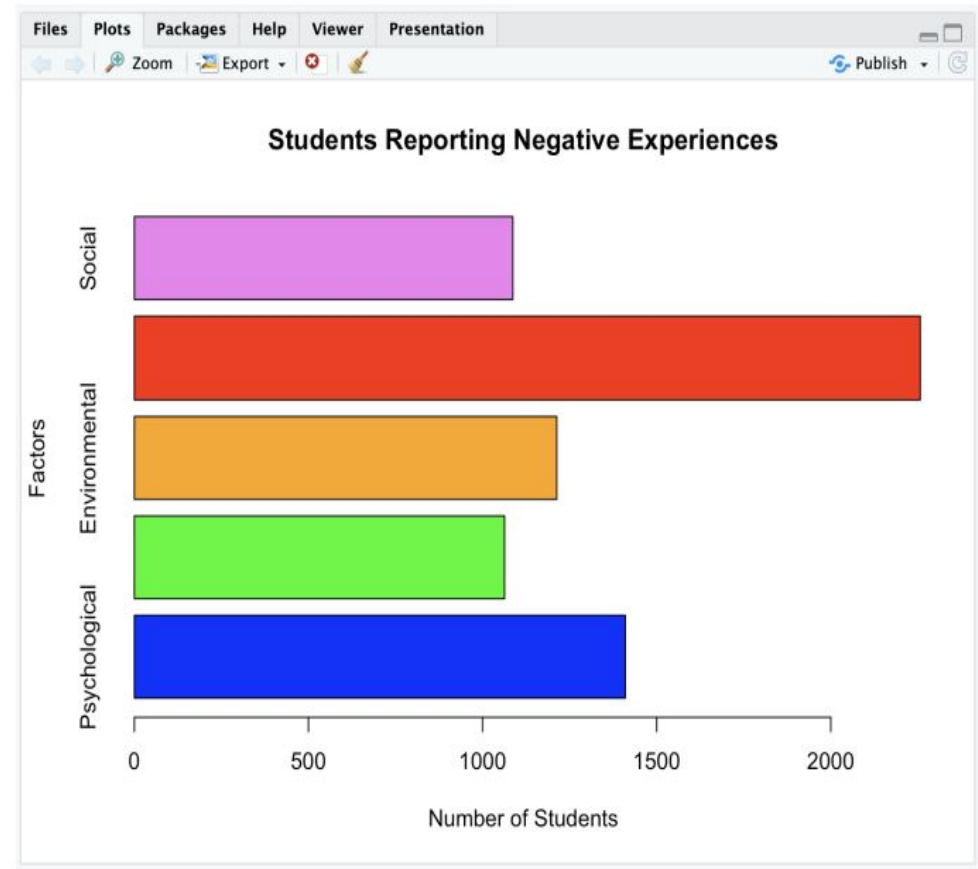 Files Plots Packages Help Viewer Presentation
Zoom Export Publish
Students Reporting Negative Experiences
Social
Environmental
Psychological
Factors
0 500 1000 1500 2000
Number of Students